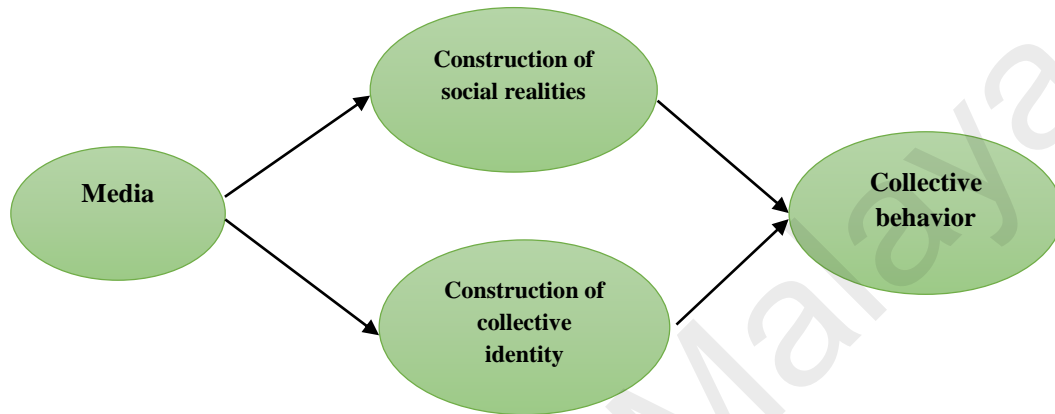 Construction of
social realities
Media
Collective
behavior
Construction of
collective
identity
Malaya